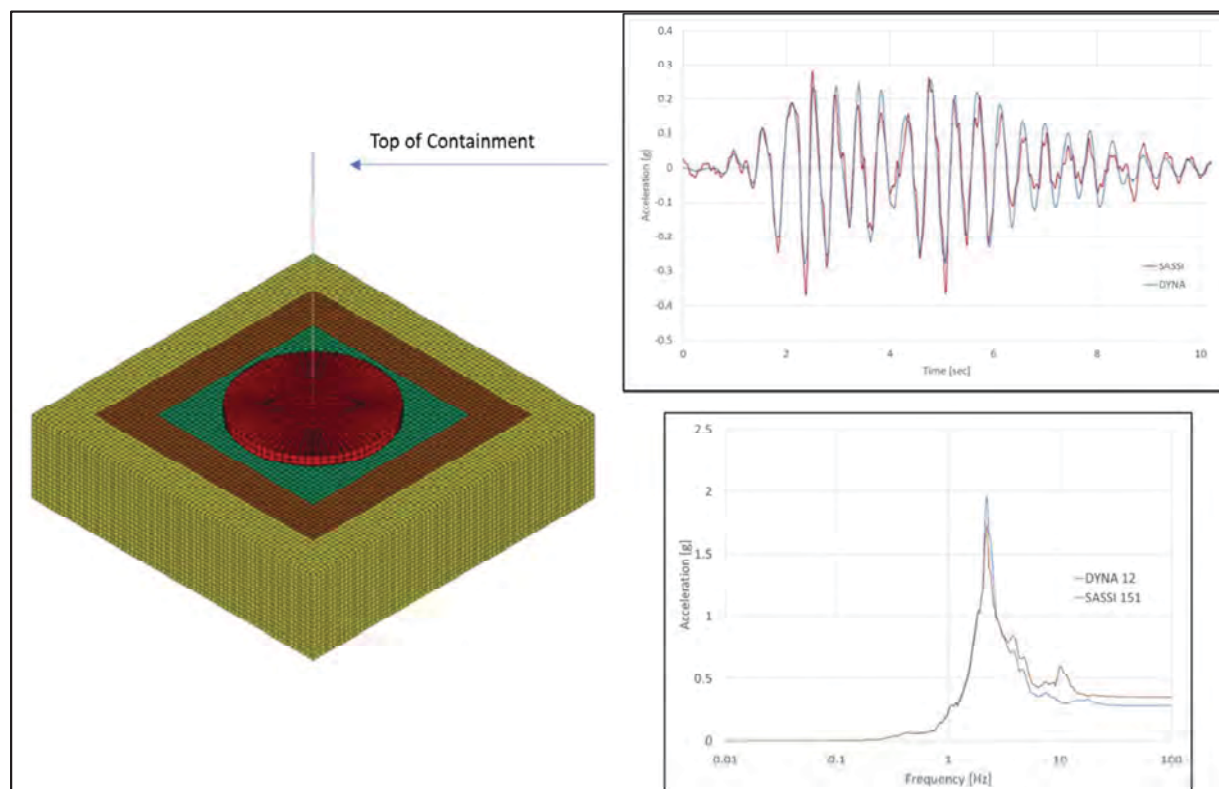 Top of Containment
0.4
0.3
0.2
0.1
0
-0.1
-0.2
-0.3
-0.4
-0.5
Acceleration [g]
SASSI
DYNA
0 2 4 6 8 10
Time [sec]
2.5
2
1.5
1
0.5
0
Acceleration [g]
DYNA 12
SASSI 151
0.01 0.1 1 10 100
Frequency [Hz]